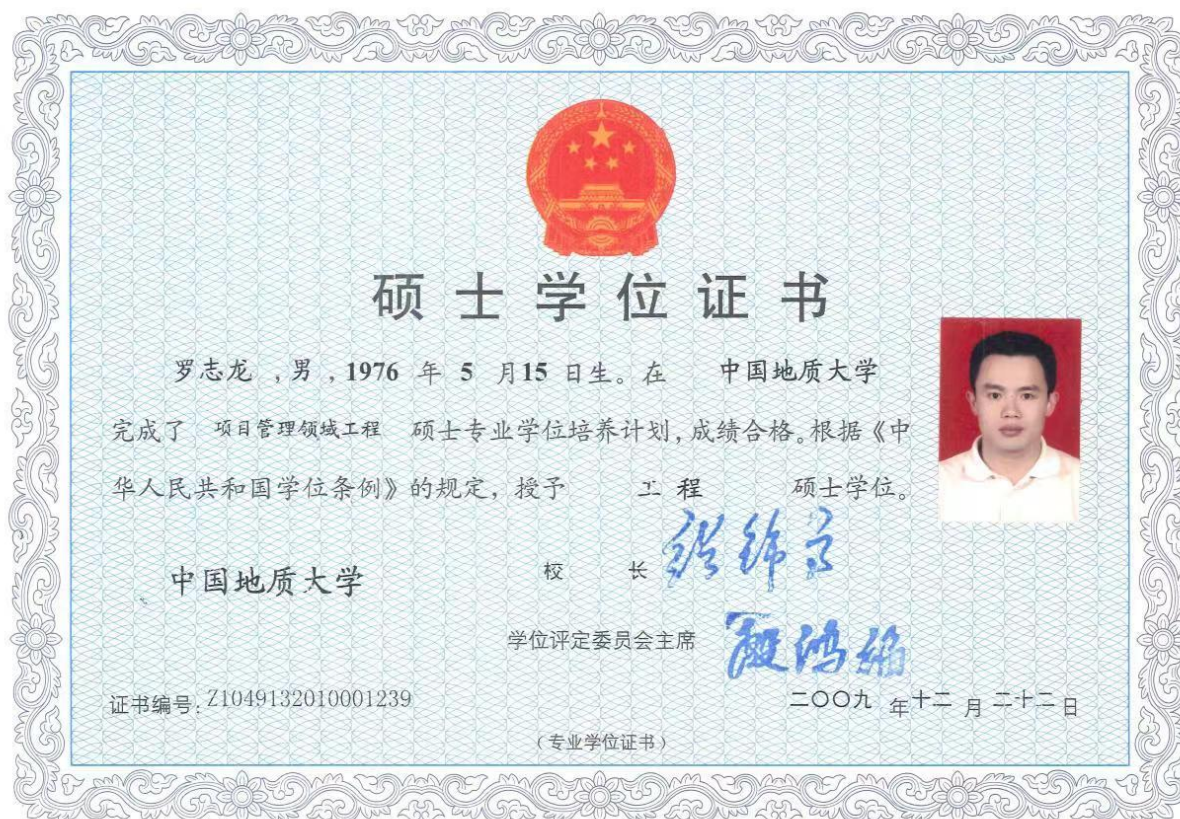 硕士学位证书
罗志龙 , 男 , 1976 年 5 月 15 日生。在 中国地质大学
完成了 项目管理领域工程 硕士专业学位培养计划, 成绩合格。根据《中
华人民共和国学位条例》的规定, 授予 工程 硕士学位。
校 长
中国地质大学
学位评定委员会主席
证书编号: Z1049132010001239
二〇〇九 年 十二 月 二十二 日
(专业学位证书)